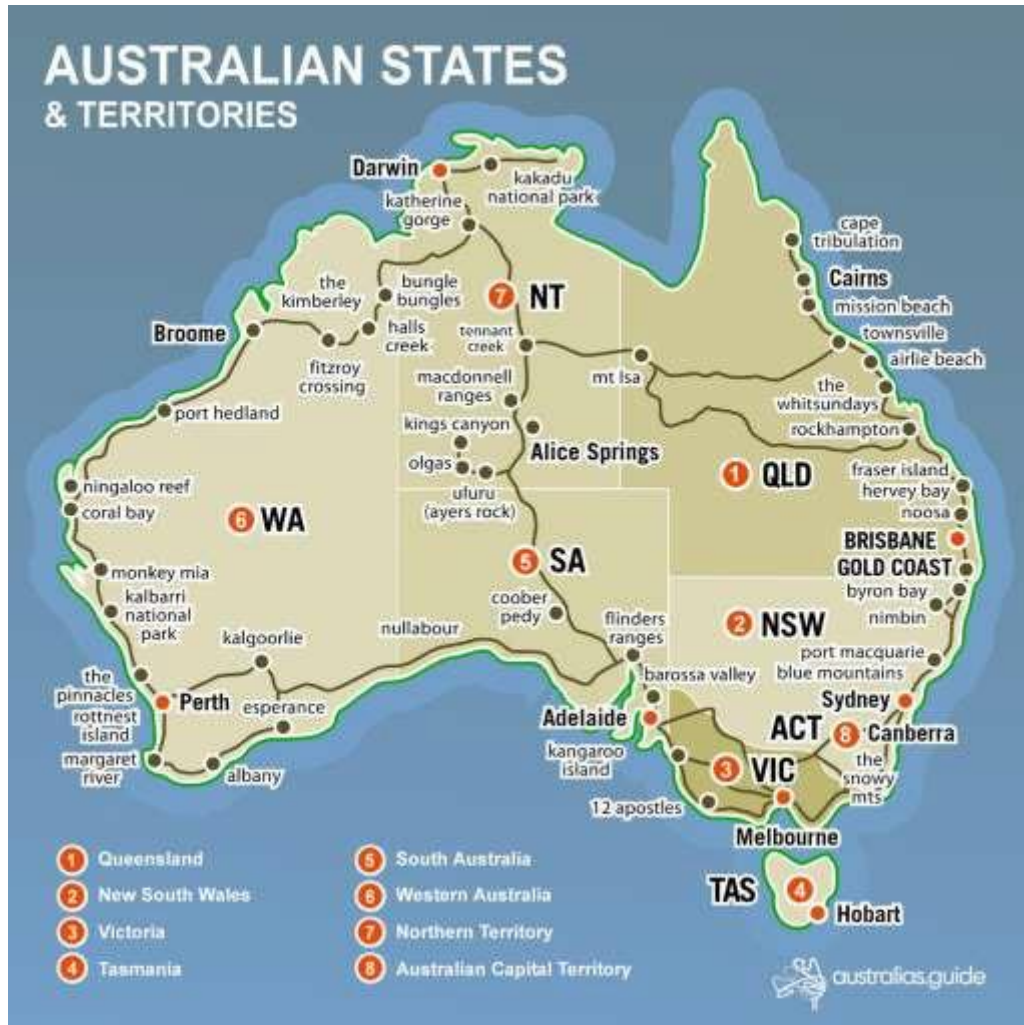 AUSTRALIAN STATES
& TERRITORIES
Darwin
kakadu
national park
katherine
gorge
cape
tribulation
the
kimberley
bungle
bungles
7
NT
Cairns
mission beach
Broome
halls
creek
tennant
creek
townsville
airlie beach
fitzroy
crossing
macdonnell
ranges
mt Isa
the
whitsundays
port hedland
kings canyon
rockhampton
olgas
Alice Springs
uluru
(ayers rock)
1
QLD
fraser island
hervey bay
noosa
ningaloo reef
coral bay
6
WA
BRISBANE
GOLD COAST
5
SA
monkey mia
kalbarri
national
park
coober
pedy
byron bay
nimbin
nullabour
flinders
ranges
2
NSW
kalgoorlie
port macquarie
blue mountains
the
pinnacles
rottnest
island
Perth
esperance
barossa valley
Sydney
Adelaide
ACT
8
Canberra
margaret
river
albany
kangaroo
island
3
VIC
the
snowy
mts
12 apostles
Melbourne
TAS
4
Hobart
1 Queensland
2 New South Wales
3 Victoria
4 Tasmania
5 South Australia
6 Western Australia
7 Northern Territory
8 Australian Capital Territory
australias.guide